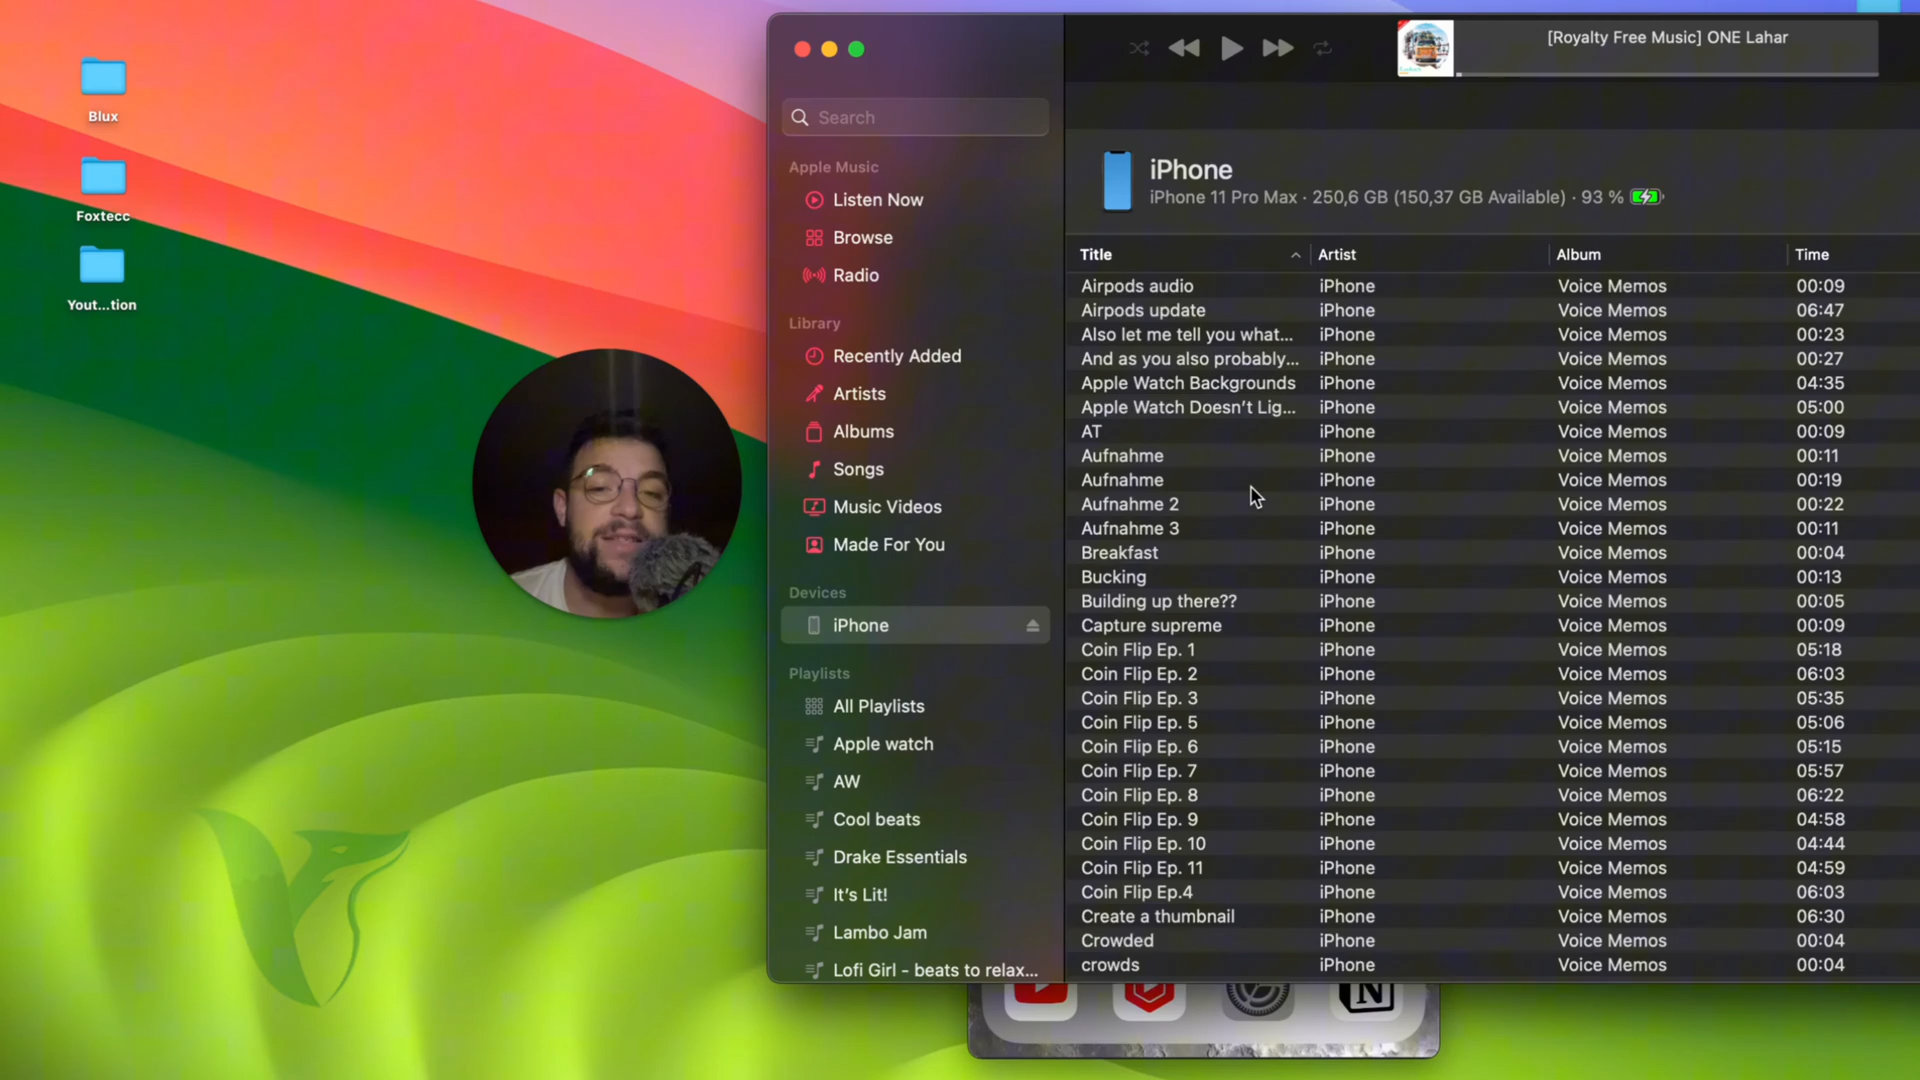 Blux
Foxtecc
Yout...tion
Search
Apple Music
Listen Now
Browse
Radio
Library
Recently Added
Artists
Albums
Songs
Music Videos
Made For You
Devices
iPhone
Playlists
All Playlists
Apple watch
AW
Cool beats
Drake Essentials
It's Lit!
Lambo Jam
Lofi Girl - beats to relax...
[Royalty Free Music] ONE Lahar
iPhone
iPhone 11 Pro Max · 250,6 GB (150,37 GB Available) · 93 %
Title Artist Album Time
Airpods audio iPhone Voice Memos 00:09
Airpods update iPhone Voice Memos 06:47
Also let me tell you what... iPhone Voice Memos 00:23
And as you also probably... iPhone Voice Memos 00:27
Apple Watch Backgrounds iPhone Voice Memos 04:35
Apple Watch Doesn't Lig... iPhone Voice Memos 05:00
AT iPhone Voice Memos 00:09
Aufnahme iPhone Voice Memos 00:11
Aufnahme iPhone Voice Memos 00:19
Aufnahme 2 iPhone Voice Memos 00:22
Aufnahme 3 iPhone Voice Memos 00:11
Breakfast iPhone Voice Memos 00:04
Bucking iPhone Voice Memos 00:13
Building up there?? iPhone Voice Memos 00:05
Capture supreme iPhone Voice Memos 00:09
Coin Flip Ep. 1 iPhone Voice Memos 05:18
Coin Flip Ep. 2 iPhone Voice Memos 06:03
Coin Flip Ep. 3 iPhone Voice Memos 05:35
Coin Flip Ep. 5 iPhone Voice Memos 05:06
Coin Flip Ep. 6 iPhone Voice Memos 05:15
Coin Flip Ep. 7 iPhone Voice Memos 05:57
Coin Flip Ep. 8 iPhone Voice Memos 06:22
Coin Flip Ep. 9 iPhone Voice Memos 04:58
Coin Flip Ep. 10 iPhone Voice Memos 04:44
Coin Flip Ep. 11 iPhone Voice Memos 04:59
Coin Flip Ep.4 iPhone Voice Memos 06:03
Create a thumbnail iPhone Voice Memos 06:30
Crowded iPhone Voice Memos 00:04
crowds iPhone Voice Memos 00:04
N